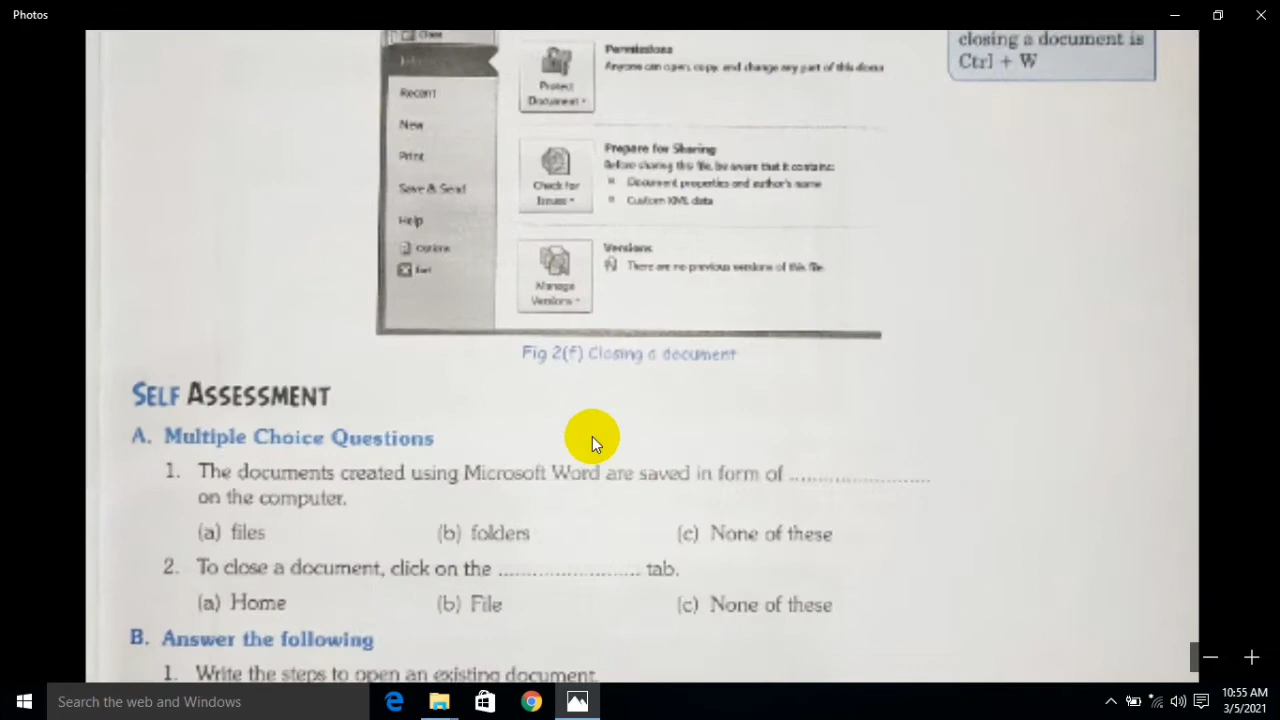 Photos
closing a document is
Ctrl + W
Close
Permissions
Anyone can open, copy, and change any part of this docu
Protect
Document
Recent
New
Print
Prepare for Sharing
Before sharing this file, be aware that it contains:
Check for
Issues
Document properties and author's name
Custom XML data
Save & Send
Help
Options
Exit
Versions
There are no previous versions of this file
Manage
Versions
Fig 2(f) Closing a document
SELF ASSESSMENT
A. Multiple Choice Questions
1. The documents created using Microsoft Word are saved in form of ........................
on the computer.
(a) files (b) folders (c) None of these
2. To close a document, click on the ........................ tab.
(a) Home (b) File (c) None of these
B. Answer the following
1. Write the steps to open an existing document.
Search the web and Windows
10:55 AM
3/5/2021